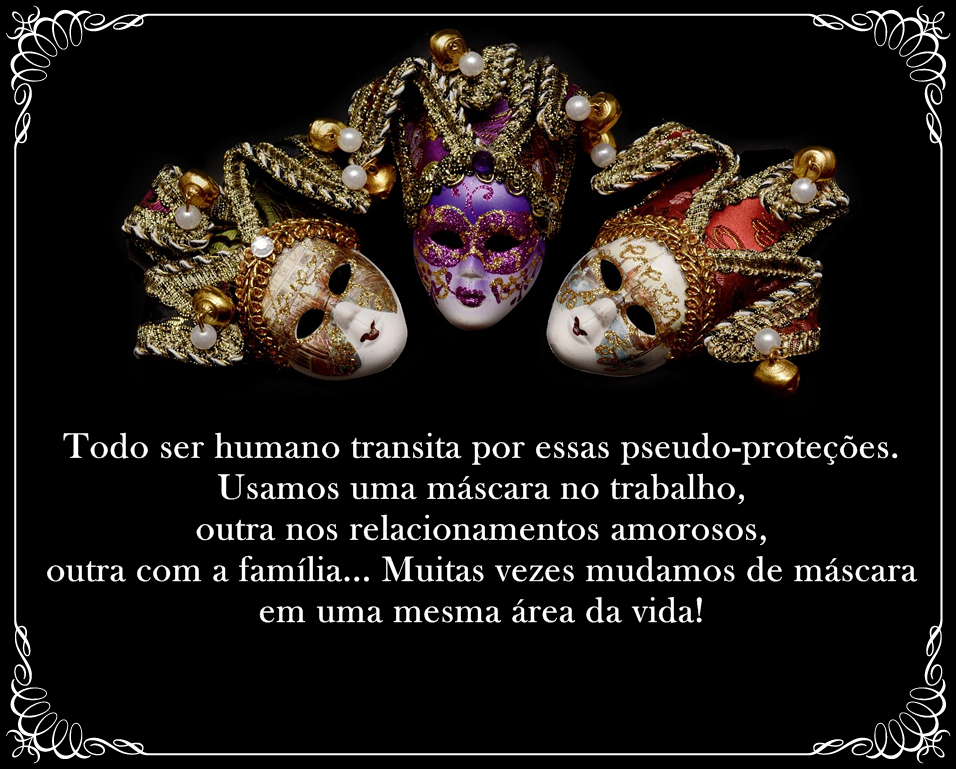 Todo ser humano transita por essas pseudo-proteções.
Usamos uma máscara no trabalho,
outra nos relacionamentos amorosos,
outra com a família... Muitas vezes mudamos de máscara
em uma mesma área da vida!